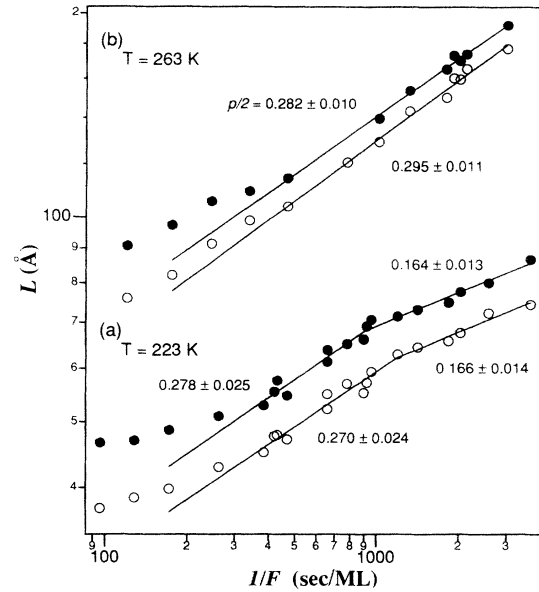 2
(b)
T = 263 K
p/2 = 0.282 ± 0.010
0.295 ± 0.011
100
9
8
7
6
5
4
L (Å)
0.164 ± 0.013
(a)
T = 223 K
0.278 ± 0.025
0.166 ± 0.014
0.270 ± 0.024
9 100 2 3 4 5 6 7 8 9 1000 2 3
1/F (sec/ML)